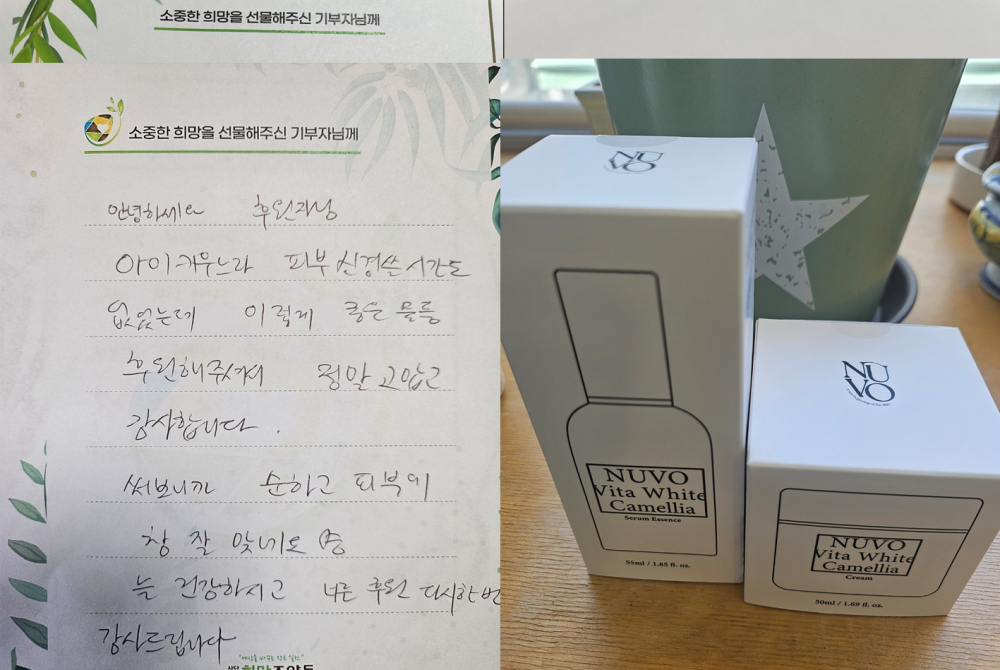 소중한 희망을 선물해주신 기부자님께
소중한 희망을 선물해주신 기부자님께
안녕하세요 후원자님
아이키우느라 피부 신경쓴 시간도
없었는데 이렇게 좋은 물품
후원해주셔서 정말 고맙고
감사합니다.
써보니까 순하고 피부에
참 잘 맞네요
늘 건강하시고 나눔 후원 다시한번
감사드립니다
NUVO
NUVO
Vita White
Camellia
Serum Essence
55ml / 1.85 fl. oz.
NU
VO
NUVO
Vita White
Camellia
Cream
50ml / 1.69 fl. oz.